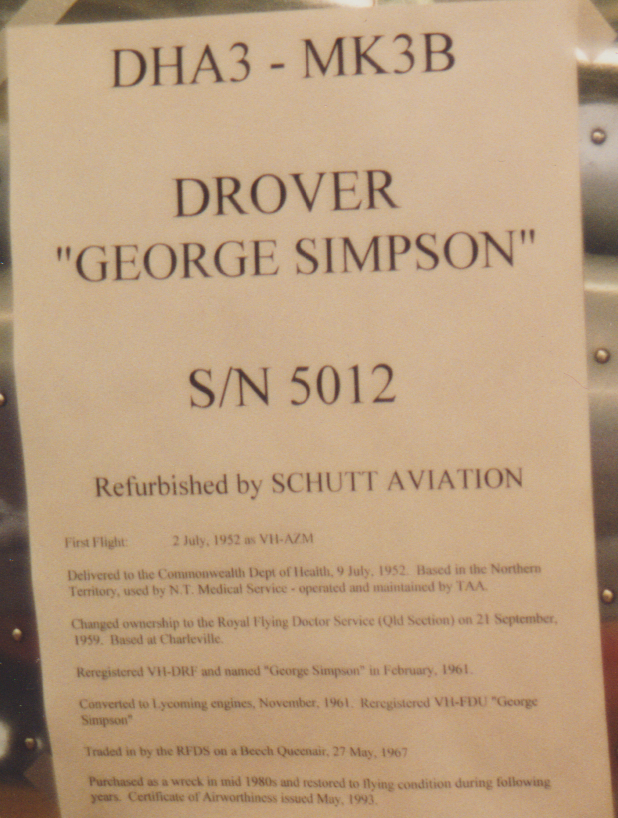 DHA3 - MK3B
DROVER
"GEORGE SIMPSON"
S/N 5012
Refurbished by SCHUTT AVIATION
First Flight: 2 July, 1952 as VH-AZM
Delivered to the Commonwealth Dept of Health, 9 July, 1952. Based in the Northern
Territory, used by N.T. Medical Service - operated and maintained by TAA.
Changed ownership to the Royal Flying Doctor Service (Qld Section) on 21 September,
1959. Based at Charleville.
Reregistered VH-DRF and named "George Simpson" in February, 1961.
Converted to Lycoming engines, November, 1961. Reregistered VH-FDU "George
Simpson"
Traded in by the RFDS on a Beech Queenair, 27 May, 1967
Purchased as a wreck in mid 1980s and restored to flying condition during following
years. Certificate of Airworthiness issued May, 1993.